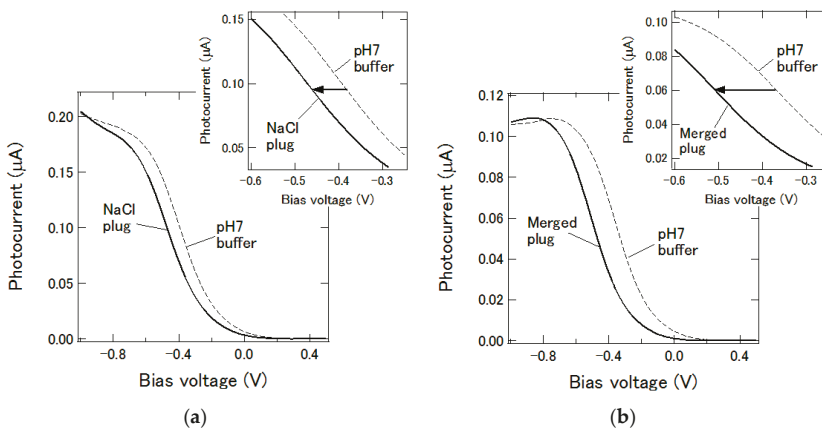 0.15
0.10
0.05
Photocurrent (μA)
pH7
buffer
NaCl
plug
−0.6
−0.5
−0.4
−0.3
Bias voltage (V)
0.20
0.15
0.10
0.05
0.00
Photocurrent (μA)
NaCl
plug
pH7
buffer
−0.8
−0.4
0.0
0.4
Bias voltage (V)
(a)
0.10
0.08
0.06
0.04
0.02
Photocurrent (μA)
pH7
buffer
Merged
plug
−0.6
−0.5
−0.4
−0.3
Bias voltage (V)
0.12
0.10
0.08
0.06
0.04
0.02
0.00
Photocurrent (μA)
Merged
plug
pH7
buffer
−0.8
−0.4
0.0
0.4
Bias voltage (V)
(b)